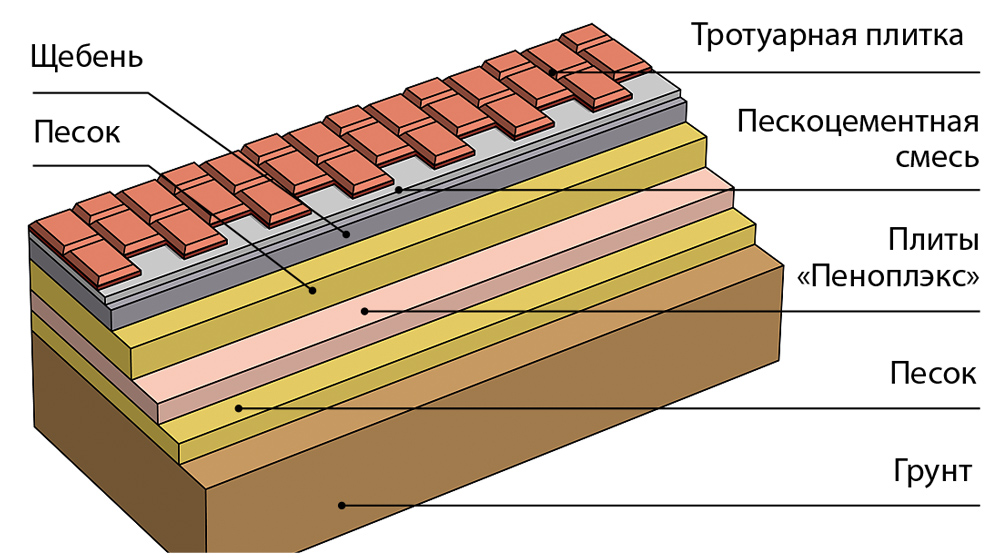 Щебень
Песок
Тротуарная плитка
Пескоцементная
смесь
Плиты
«Пеноплэкс»
Песок
Грунт